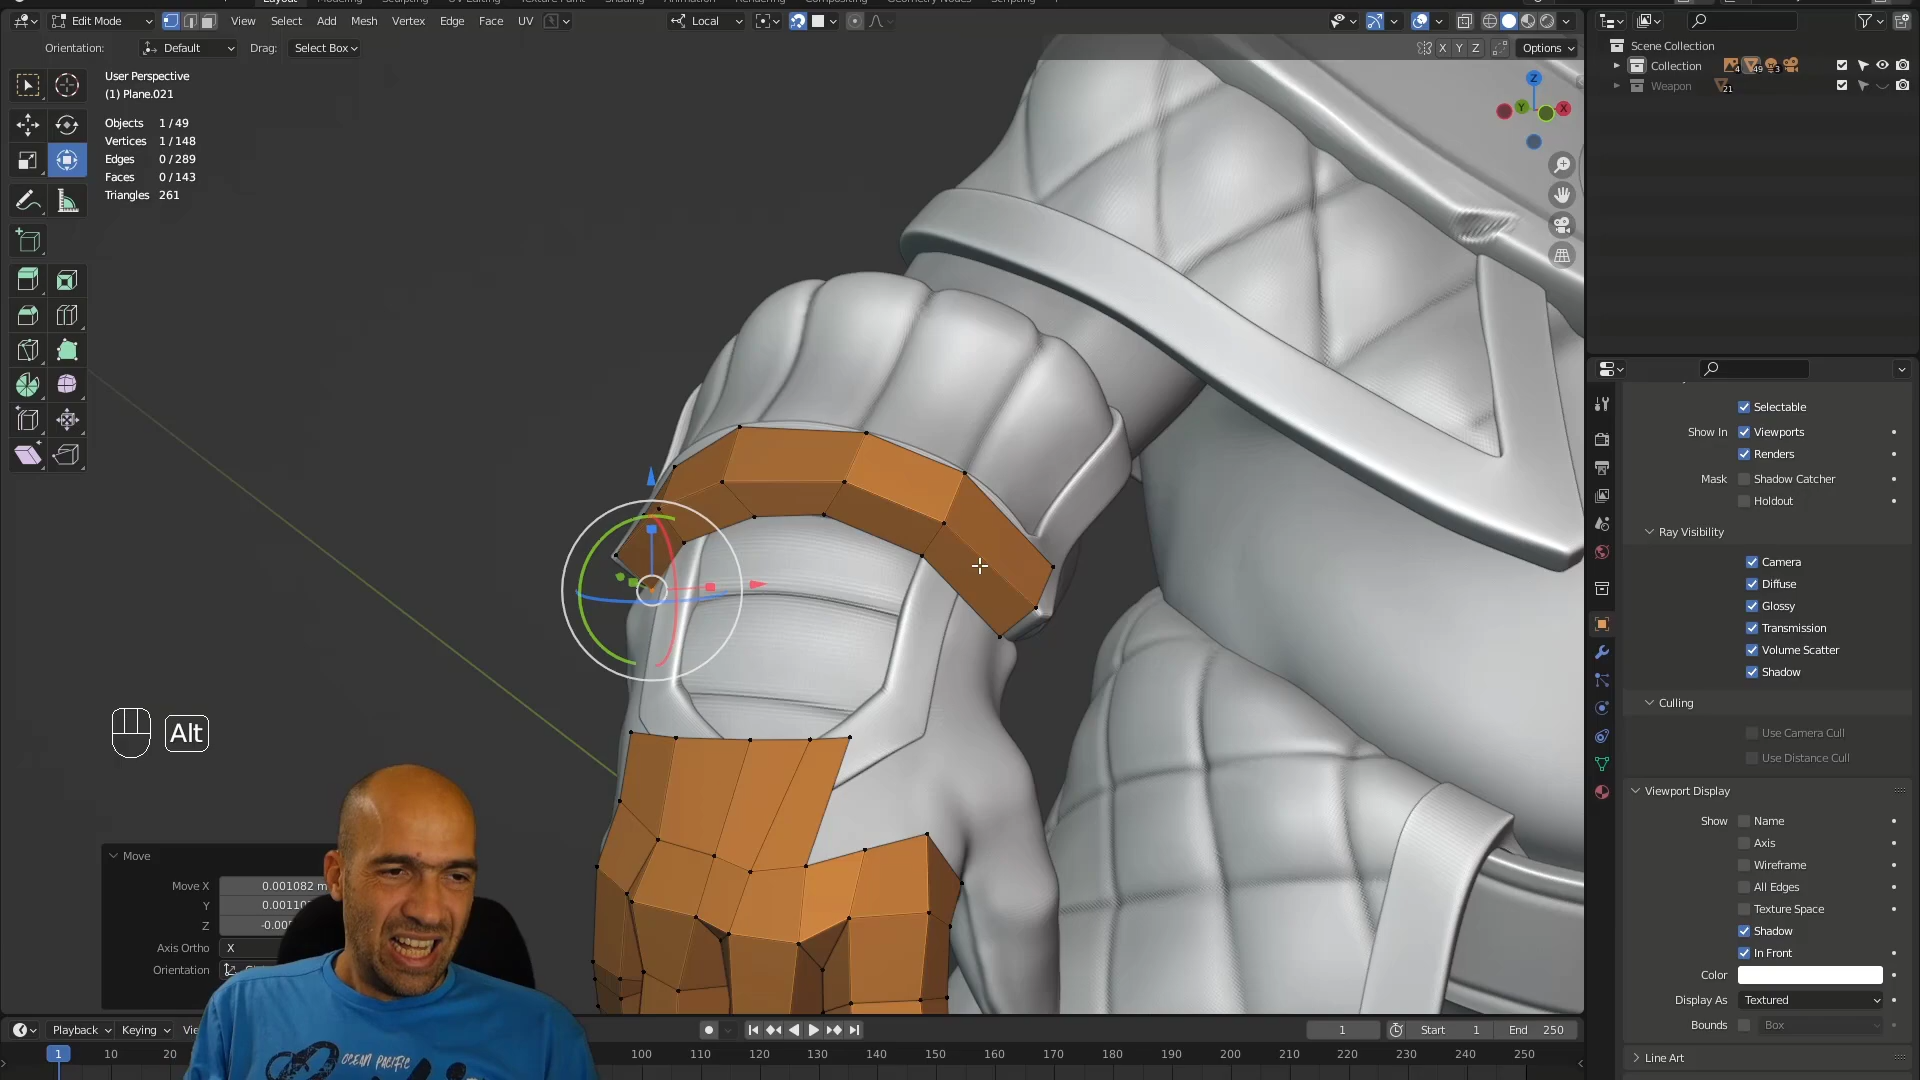 Edit Mode
View Select Add Mesh Vertex Edge Face UV
Local
Orientation: Default Drag: Select Box
X Y Z Options
User Perspective
(1) Plane.021
Objects 1 / 49
Vertices 1 / 148
Edges 0 / 289
Faces 0 / 143
Triangles 261
Z
Y X
Scene Collection
Collection 4 49 3
Weapon 21
Selectable
Show In Viewports
Renders
Mask Shadow Catcher
Holdout
Ray Visibility
Camera
Diffuse
Glossy
Transmission
Volume Scatter
Shadow
Culling
Use Camera Cull
Use Distance Cull
Viewport Display
Show Name
Axis
Wireframe
All Edges
Texture Space
Shadow
In Front
Color
Display As Textured
Bounds Box
Line Art
Alt
Move
Move X 0.001082 m
Y
Z
Axis Ortho X
Orientation
OCEAN PACIFIC
Playback Keying
1 Start 1 End 250
1 10 20 100 110 120 130 140 150 160 170 180 190 200 210 220 230 240 250